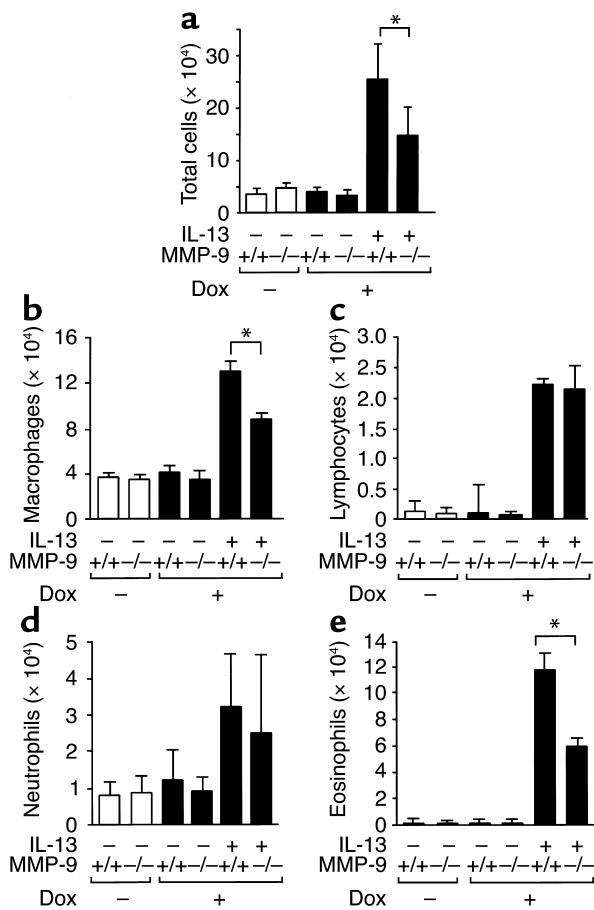 a
Total cells (× 10⁴)
30
20
10
0
*
IL-13 – – – – + +
MMP-9 +/+ –/– +/+ –/– +/+ –/–
Dox – +
b
Macrophages (× 10⁴)
16
12
8
4
0
*
IL-13 – – – – + +
MMP-9 +/+ –/– +/+ –/– +/+ –/–
Dox – +
c
Lymphocytes (× 10⁴)
3.0
2.5
2.0
1.5
1.0
0.5
0
IL-13 – – – – + +
MMP-9 +/+ –/– +/+ –/– +/+ –/–
Dox – +
d
Neutrophils (× 10⁴)
5
4
3
2
1
0
IL-13 – – – – + +
MMP-9 +/+ –/– +/+ –/– +/+ –/–
Dox – +
e
Eosinophils (× 10⁴)
14
12
10
8
6
4
2
0
*
IL-13 – – – – + +
MMP-9 +/+ –/– +/+ –/– +/+ –/–
Dox – +